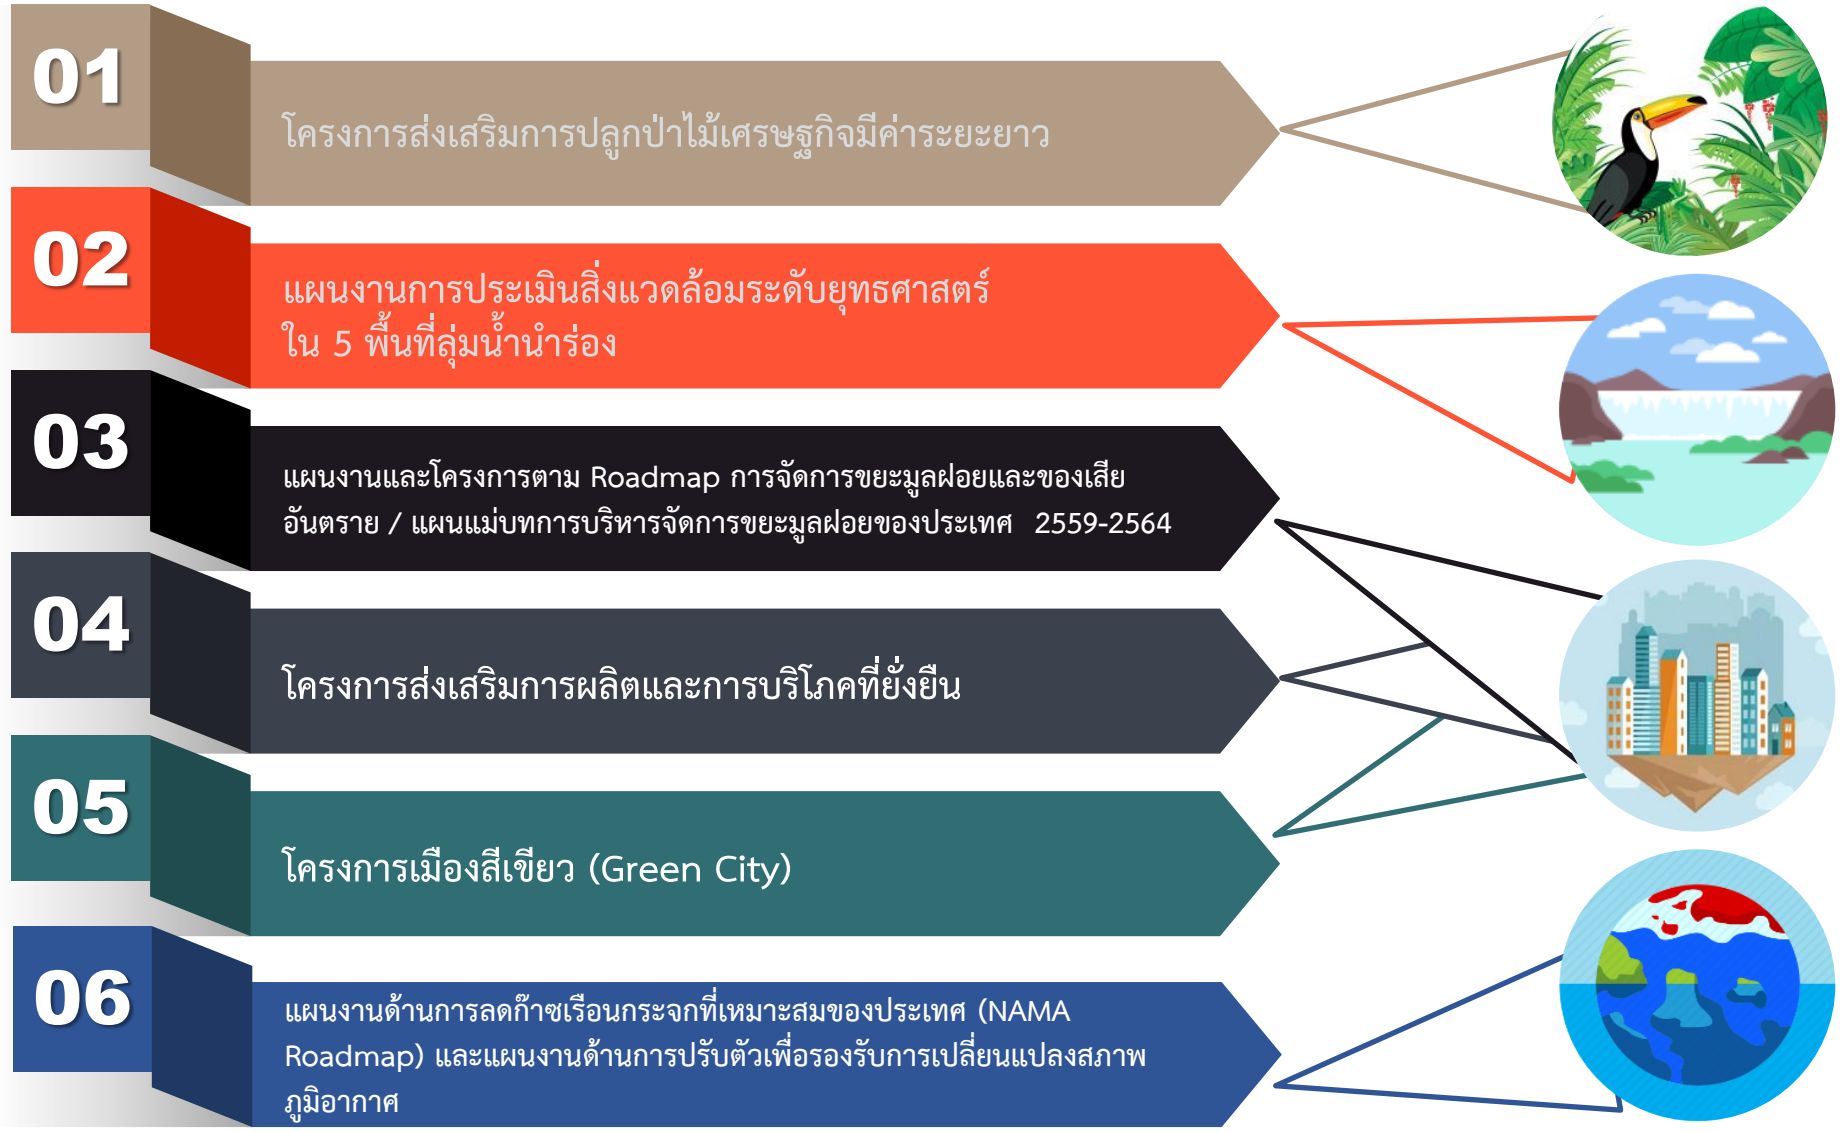 01
โครงการส่งเสริมการปลูกป่าไม้เศรษฐกิจมีค่าระยะยาว
02
แผนงานการประเมินสิ่งแวดล้อมระดับยุทธศาสตร์
ใน 5 พื้นที่ลุ่มน้ำนำร่อง
03
แผนงานและโครงการตาม Roadmap การจัดการขยะมูลฝอยและของเสีย
อันตราย / แผนแม่บทการบริหารจัดการขยะมูลฝอยของประเทศ 2559-2564
04
โครงการส่งเสริมการผลิตและการบริโภคที่ยั่งยืน
05
โครงการเมืองสีเขียว (Green City)
06
แผนงานด้านการลดก๊าซเรือนกระจกที่เหมาะสมของประเทศ (NAMA
Roadmap) และแผนงานด้านการปรับตัวเพื่อรองรับการเปลี่ยนแปลงสภาพ
ภูมิอากาศ